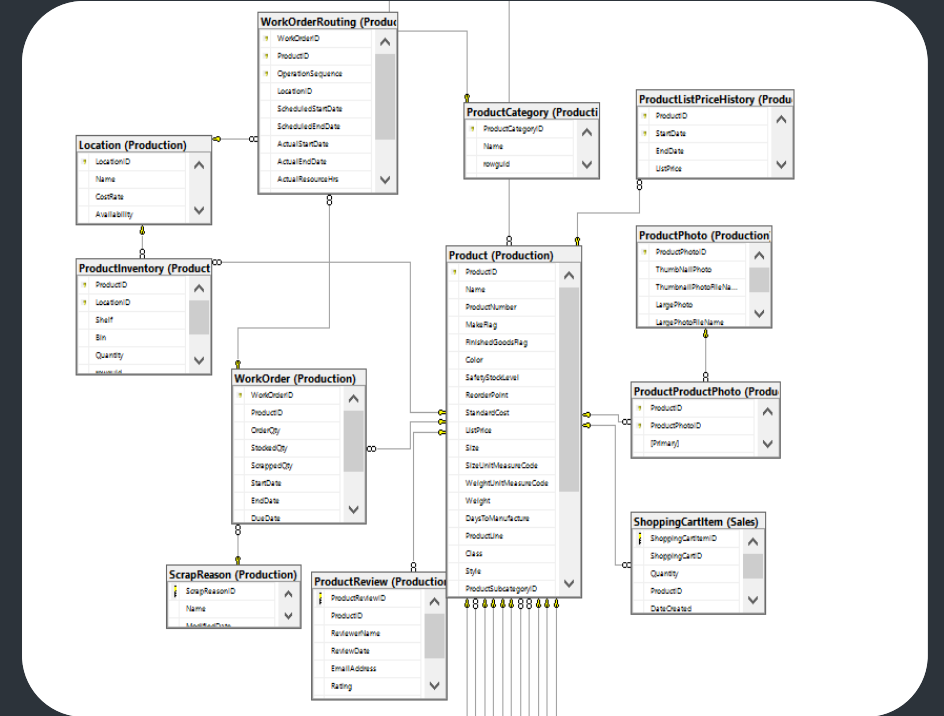 WorkOrderRouting (Produc
WorkOrderID
ProductID
OperationSequence
LocationID
ScheduledStartDate
ScheduledEndDate
ActualStartDate
ActualEndDate
ActualResourceHrs
ProductCategory (Producti
ProductCategoryID
Name
rowguid
ProductListPriceHistory (Produ
ProductID
StartDate
EndDate
ListPrice
Location (Production)
LocationID
Name
CostRate
Availability
ProductInventory (Product
ProductID
LocationID
Shelf
Bin
Quantity
rowguid
Product (Production)
ProductID
Name
ProductNumber
MakeFlag
FinishedGoodsFlag
Color
SafetyStockLevel
ReorderPoint
StandardCost
ListPrice
Size
SizeUnitMeasureCode
WeightUnitMeasureCode
Weight
DaysToManufacture
ProductLine
Class
Style
ProductSubcategoryID
ProductPhoto (Production
ProductPhotoID
ThumbNailPhoto
ThumbnailPhotoFileNa...
LargePhoto
LargePhotoFileName
WorkOrder (Production)
WorkOrderID
ProductID
OrderQty
StockedQty
ScrappedQty
StartDate
EndDate
DueDate
ProductProductPhoto (Produ
ProductID
ProductPhotoID
[Primary]
ShoppingCartItem (Sales)
ShoppingCartItemID
ShoppingCartID
Quantity
ProductID
DateCreated
ScrapReason (Production)
ScrapReasonID
Name
ModifiedDate
ProductReview (Production
ProductReviewID
ProductID
ReviewerName
ReviewDate
EmailAddress
Rating